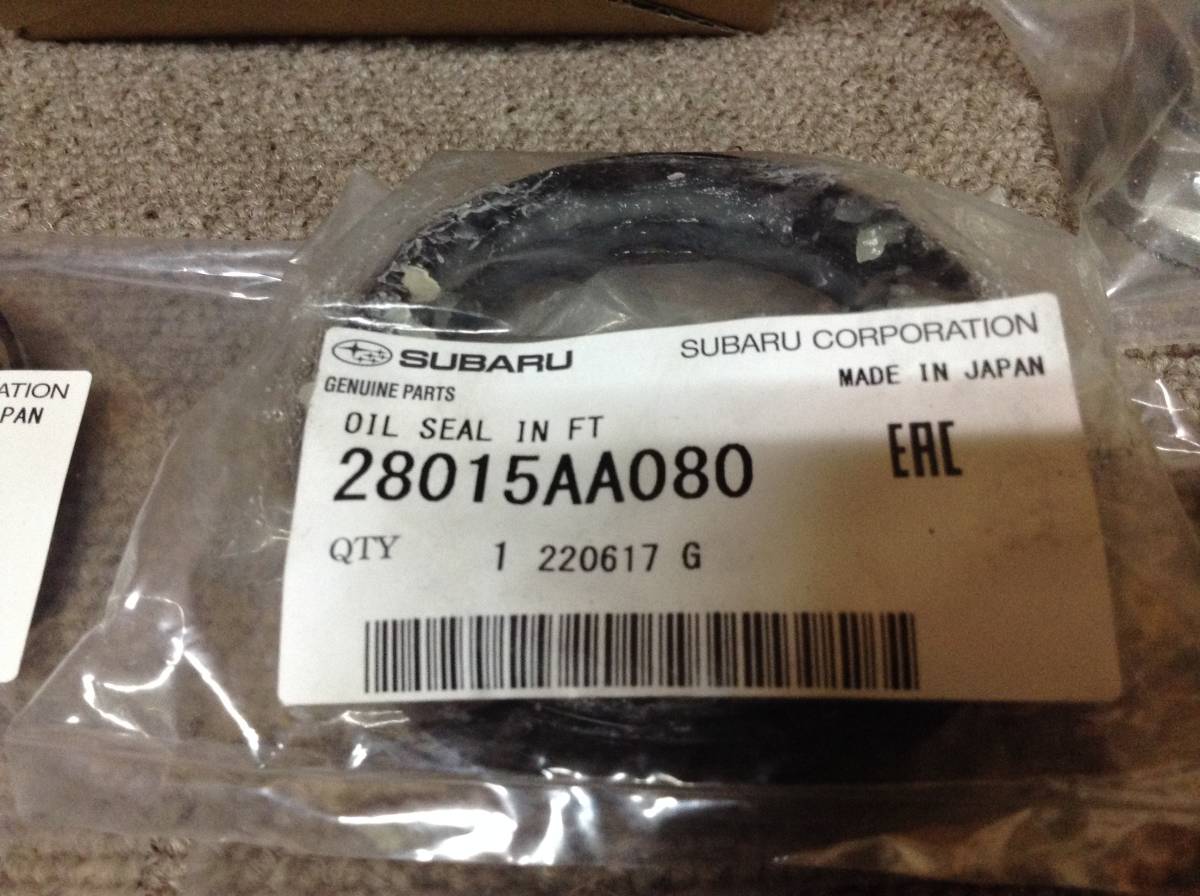 SUBARU
SUBARU CORPORATION
GENUINE PARTS
MADE IN JAPAN
OIL SEAL IN FT
28015AA080
EAC
QTY 1 220617 G
ATION
PAN